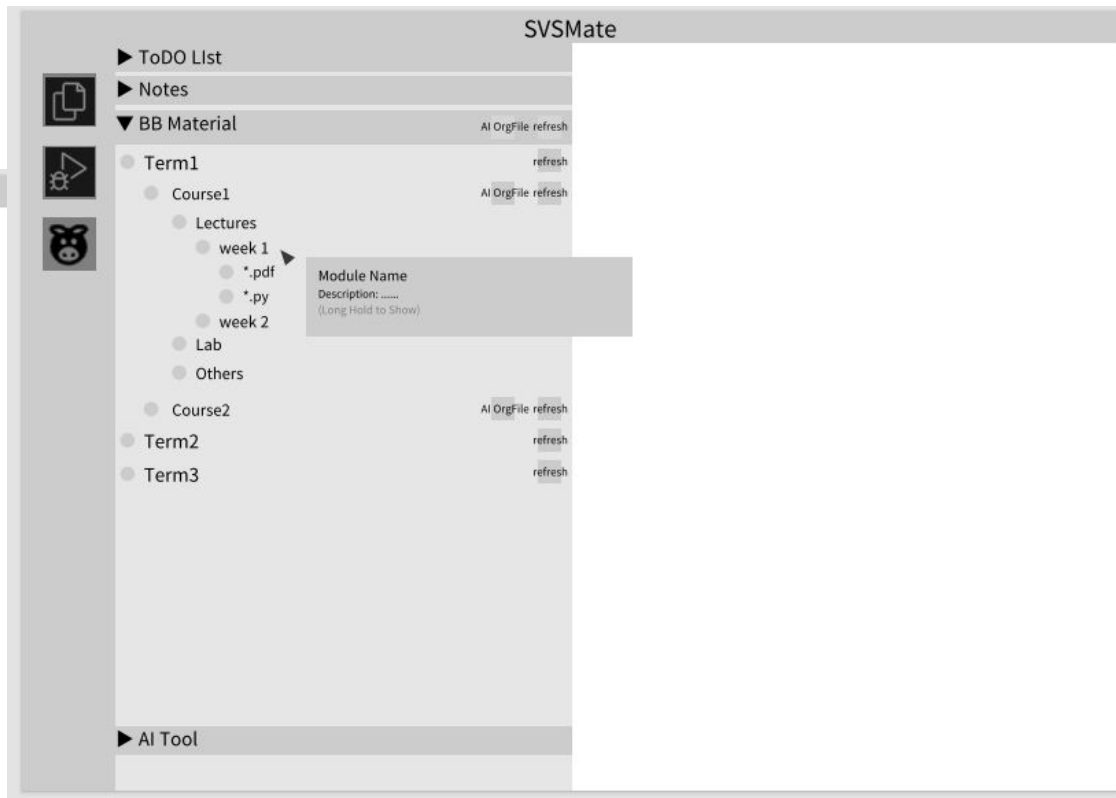 SVSMate
▶ ToDO LIst
▶ Notes
▼ BB Material AI OrgFile refresh
Term1 refresh
Course1 AI OrgFile refresh
Lectures
week 1
*.pdf
Module Name
Description: ......
*.py
(Long Hold to Show)
week 2
Lab
Others
Course2 AI OrgFile refresh
Term2 refresh
Term3 refresh
▶ AI Tool